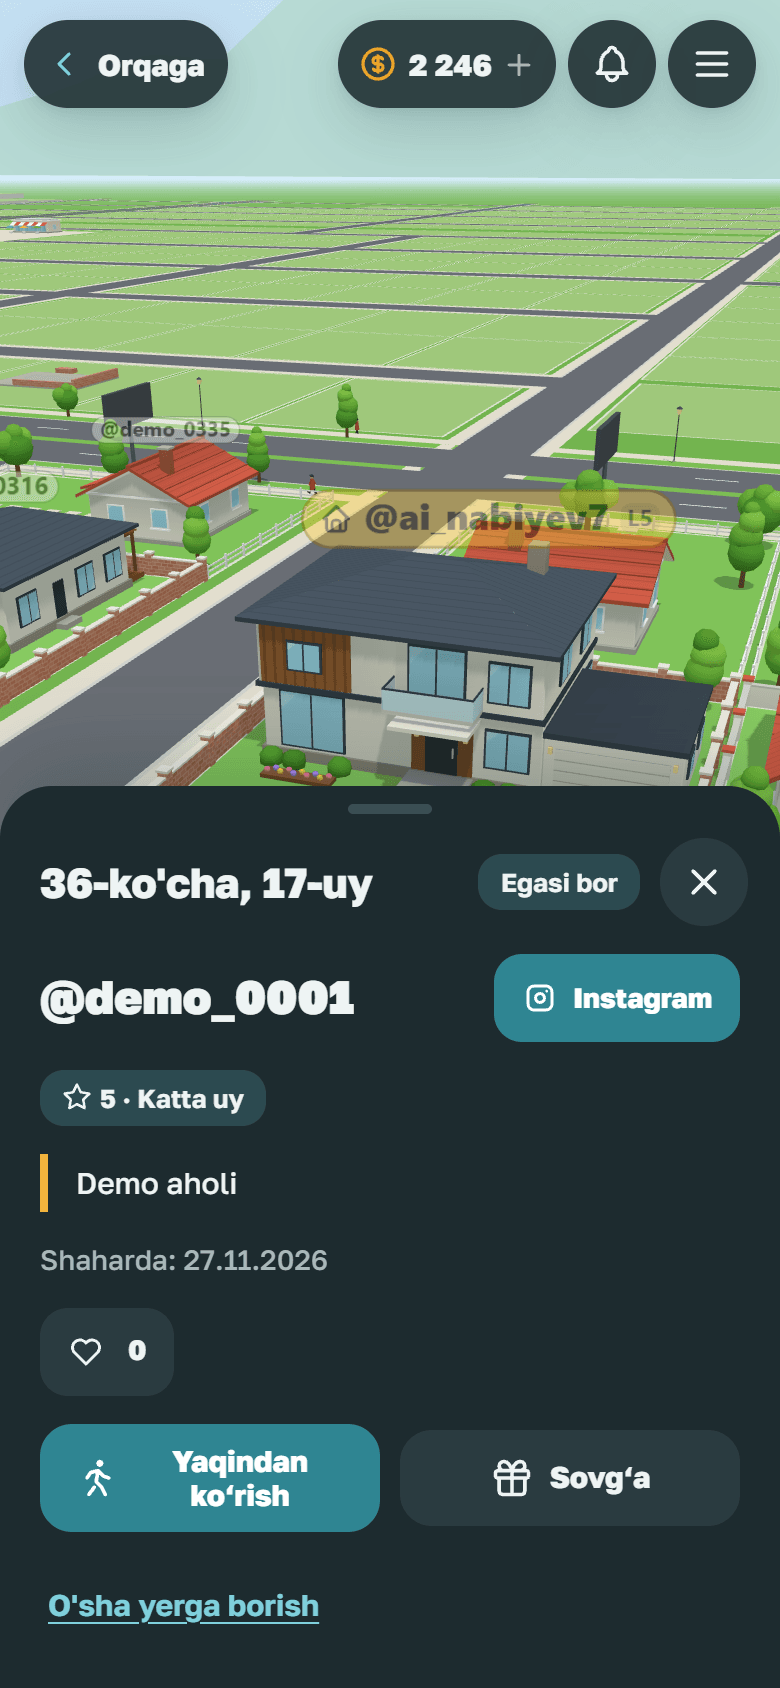 Orqaga
2 246
@demo_0335
0316
@ai_nabiyev7 L5
36-ko'cha, 17-uy
Egasi bor
@demo_0001
Instagram
5 · Katta uy
Demo aholi
Shaharda: 27.11.2026
0
Yaqindan
ko‘rish
Sovg‘a
O'sha yerga borish